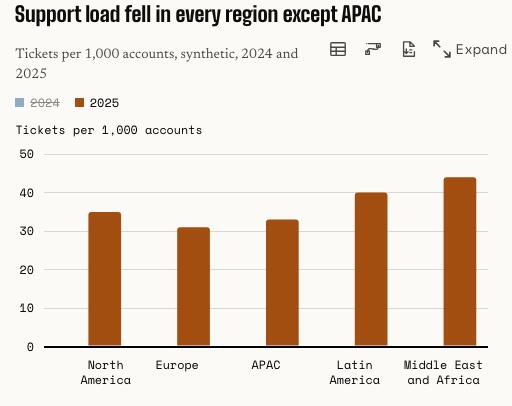 Support load fell in every region except APAC
Tickets per 1,000 accounts, synthetic, 2024 and
2025
Expand
2024 2025
Tickets per 1,000 accounts
50
40
30
20
10
0
North America Europe APAC Latin America Middle East and Africa